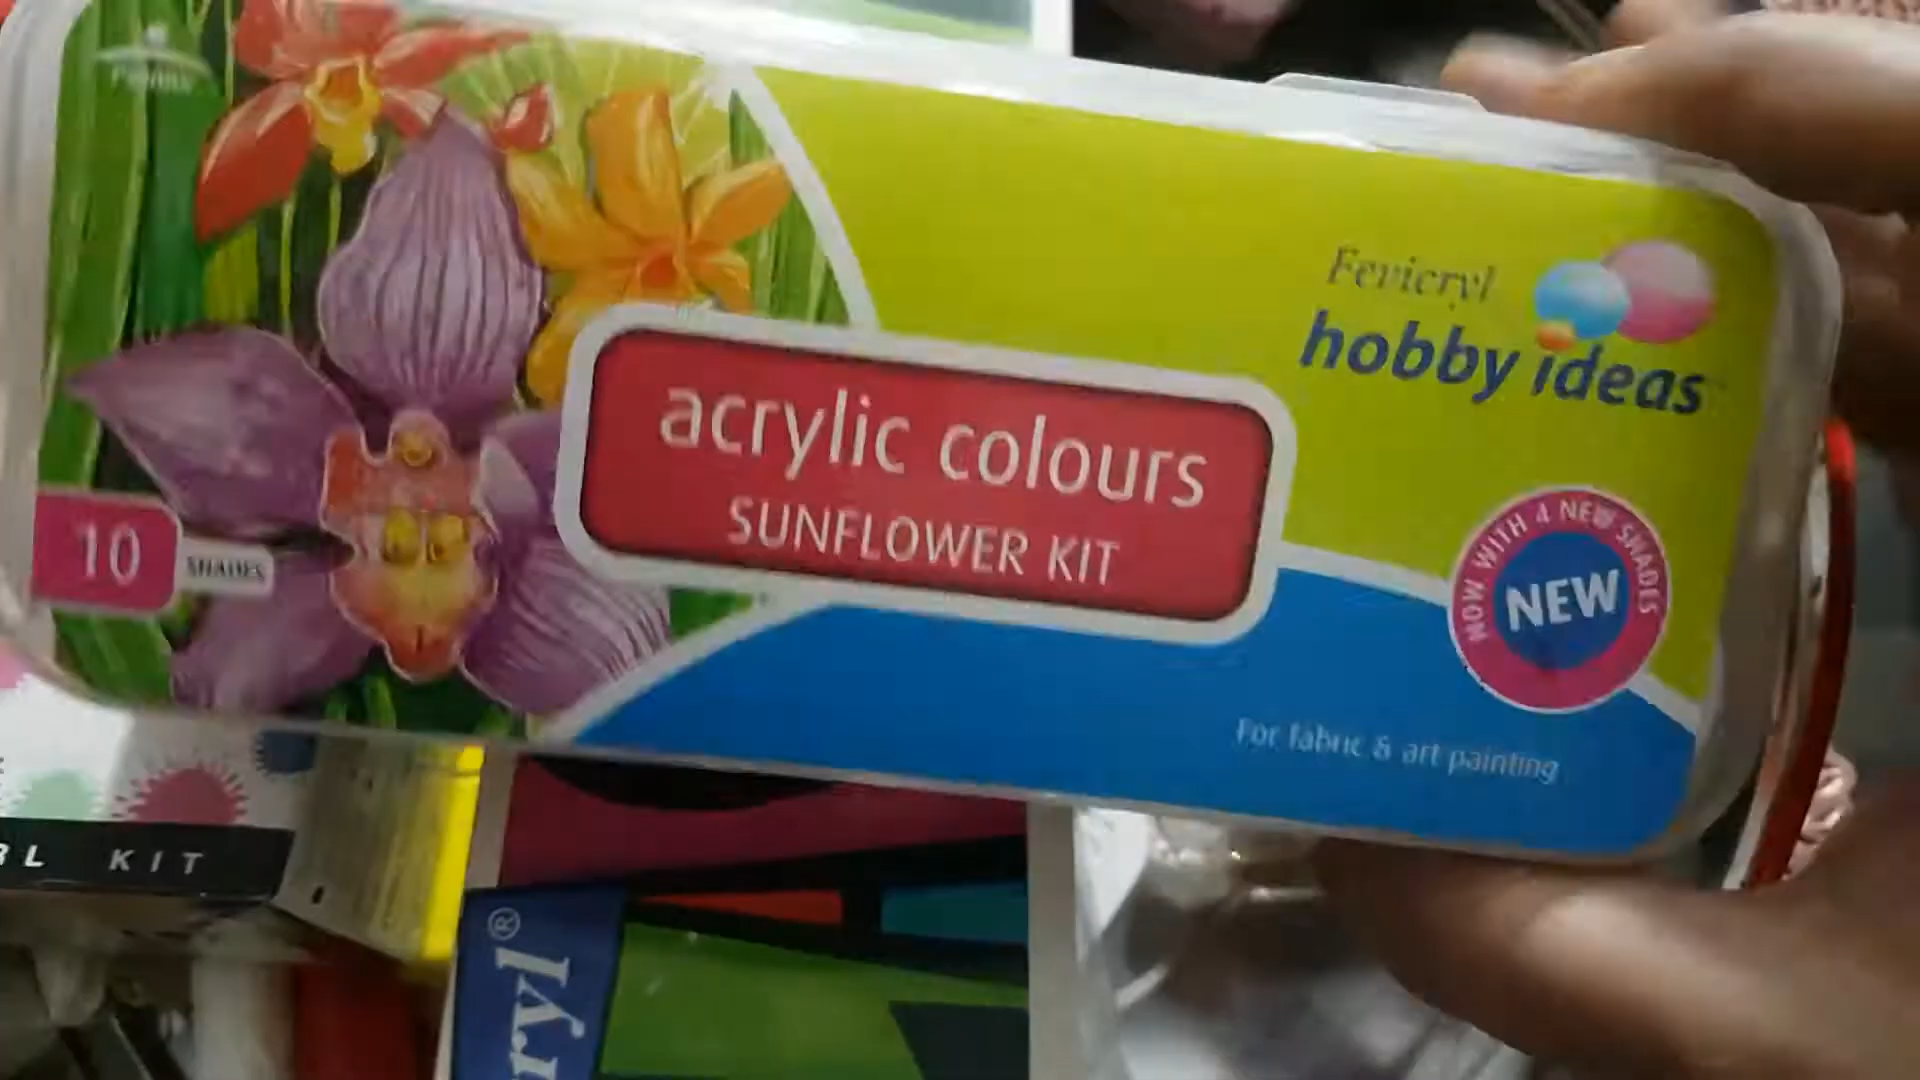 Fevicryl
hobby ideas
acrylic colours
SUNFLOWER KIT
10
SHADES
NOW WITH 4 NEW SHADES
NEW
For fabric & art painting
RL KIT
ryl®